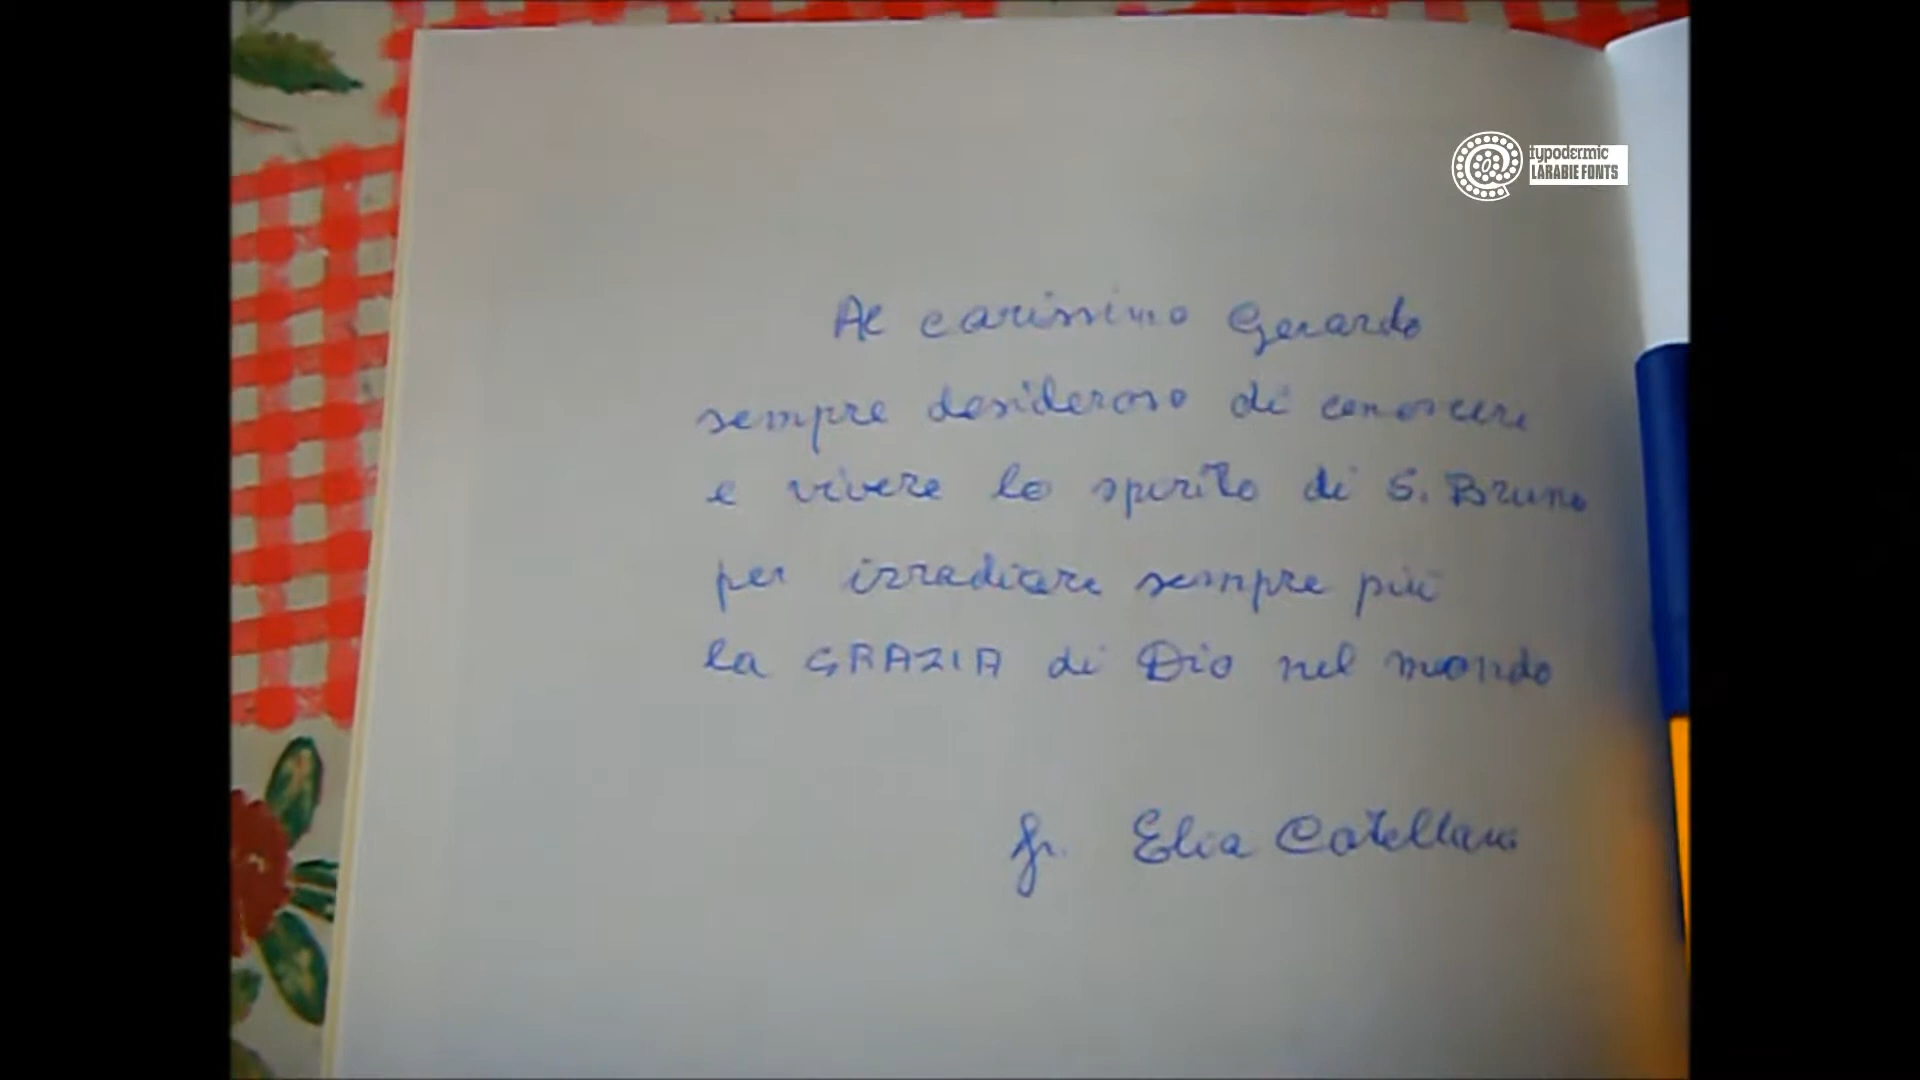 typodermic
LARABIE FONTS
Al carissimo Gerardo
sempre desideroso di conoscere
e vivere lo spirito di S. Bruno
per irradiare sempre più
la GRAZIA di Dio nel mondo
fr. Elia Catellani